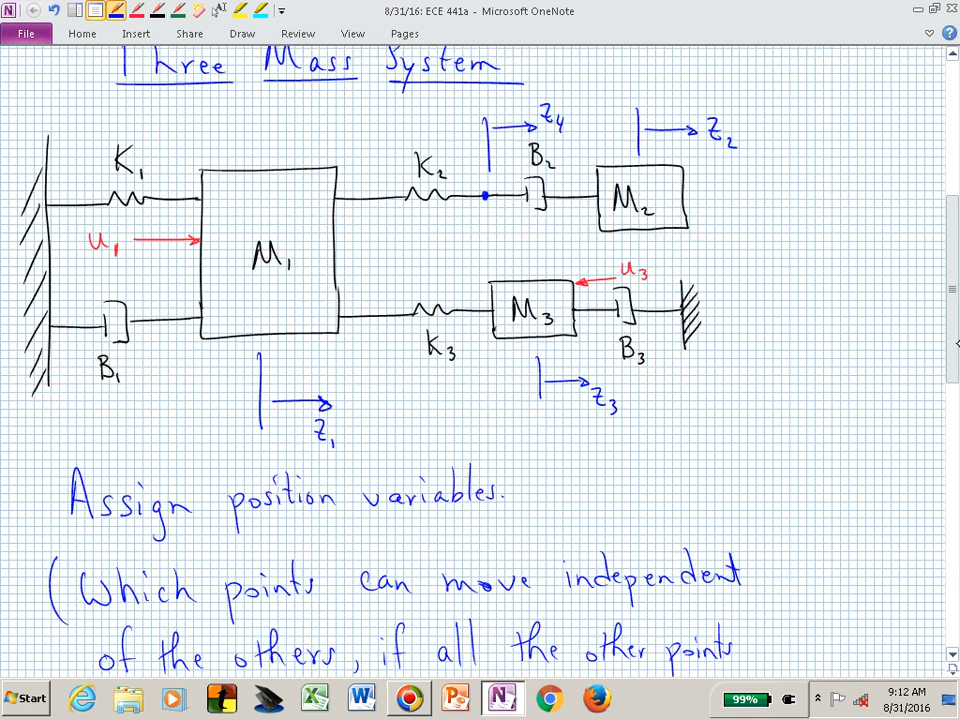 8/31/16: ECE 441a - Microsoft OneNote
File Home Insert Share Draw Review View Pages
Three Mass System
Z4
Z2
K1
K2
B2
M2
u1
M1
u3
M3
B1
K3
B3
Z3
Z1
Assign position variables.
(Which points can move independent
of the others, if all the other points
Start
99%
9:12 AM
8/31/2016